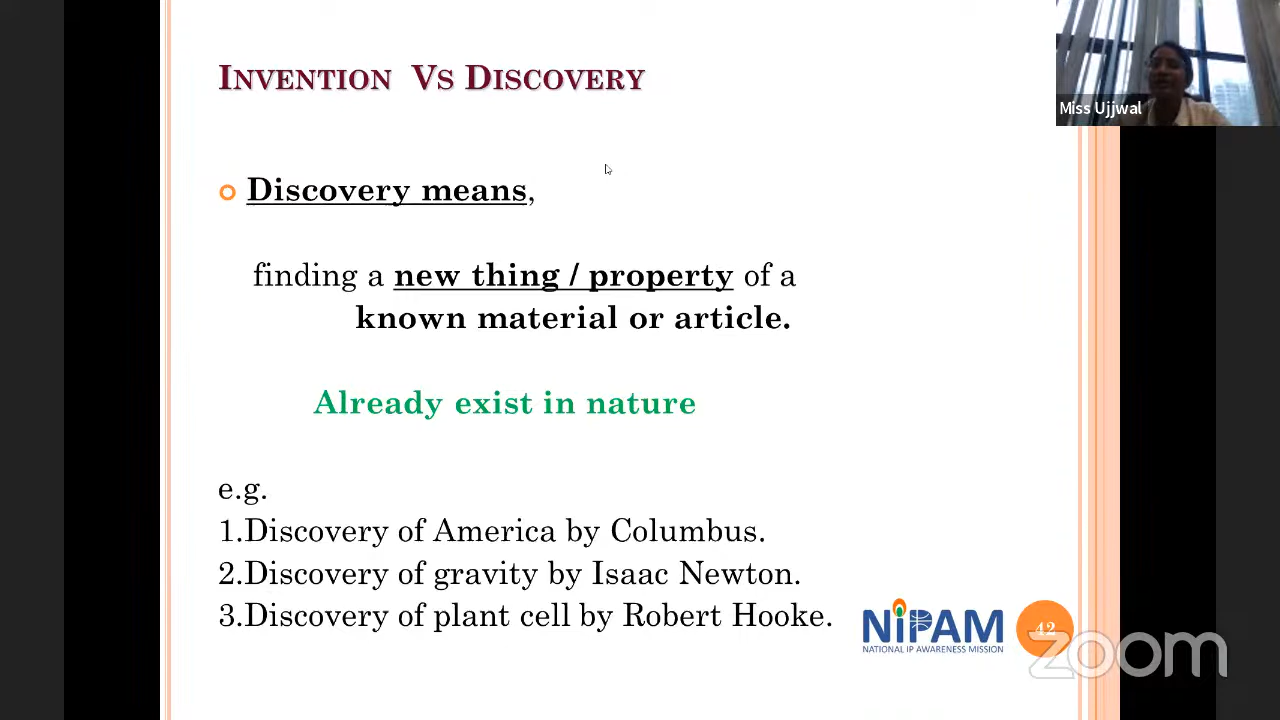 INVENTION VS DISCOVERY
Miss Ujjwal
Discovery means,
finding a new thing / property of a
known material or article.
Already exist in nature
e.g.
1.Discovery of America by Columbus.
2.Discovery of gravity by Isaac Newton.
3.Discovery of plant cell by Robert Hooke.
NIPAM
NATIONAL IP AWARENESS MISSION
42
zoom